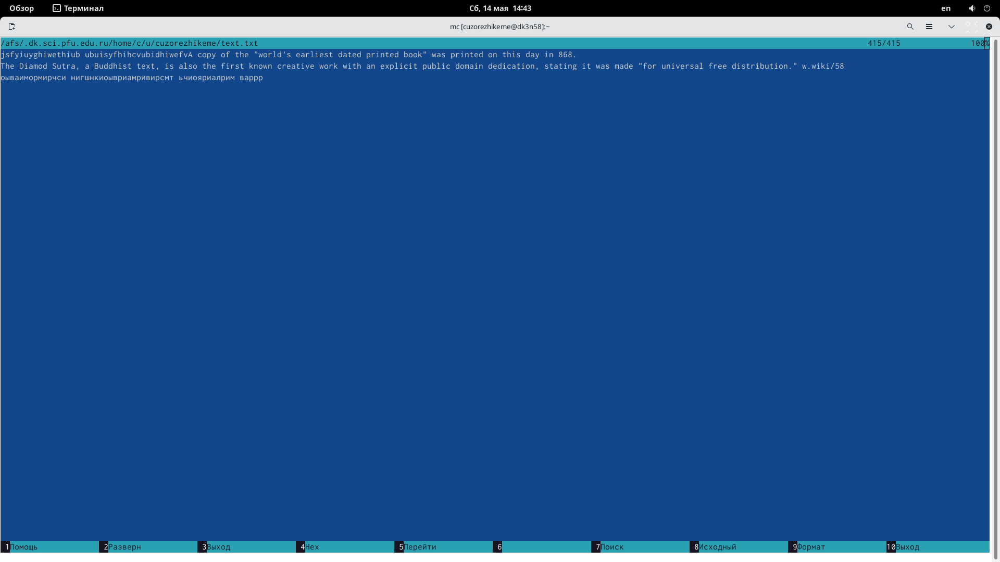 Обзор Терминал Сб, 14 мая 14:43 en
mc [cuzorezhikeme@dk3n58]:~
/afs/.dk.sci.pfu.edu.ru/home/c/u/cuzorezhikeme/text.txt 415/415 100%
jsfyiuyghiwethiub ubuisyfhihcvubidhiwefvA copy of the "world's earliest dated printed book" was printed on this day in 868.
The Diamod Sutra, a Buddhist text, is also the first known creative work with an explicit public domain dedication, stating it was made "for universal free distribution." w.wiki/58
оываимормирчси нигшнкиоывриамривирсмт ьчиояриалрим варрр
1Помощь 2Разверн 3Выход 4Hex 5Перейти 6 7Поиск 8Исходный 9Формат 10Выход